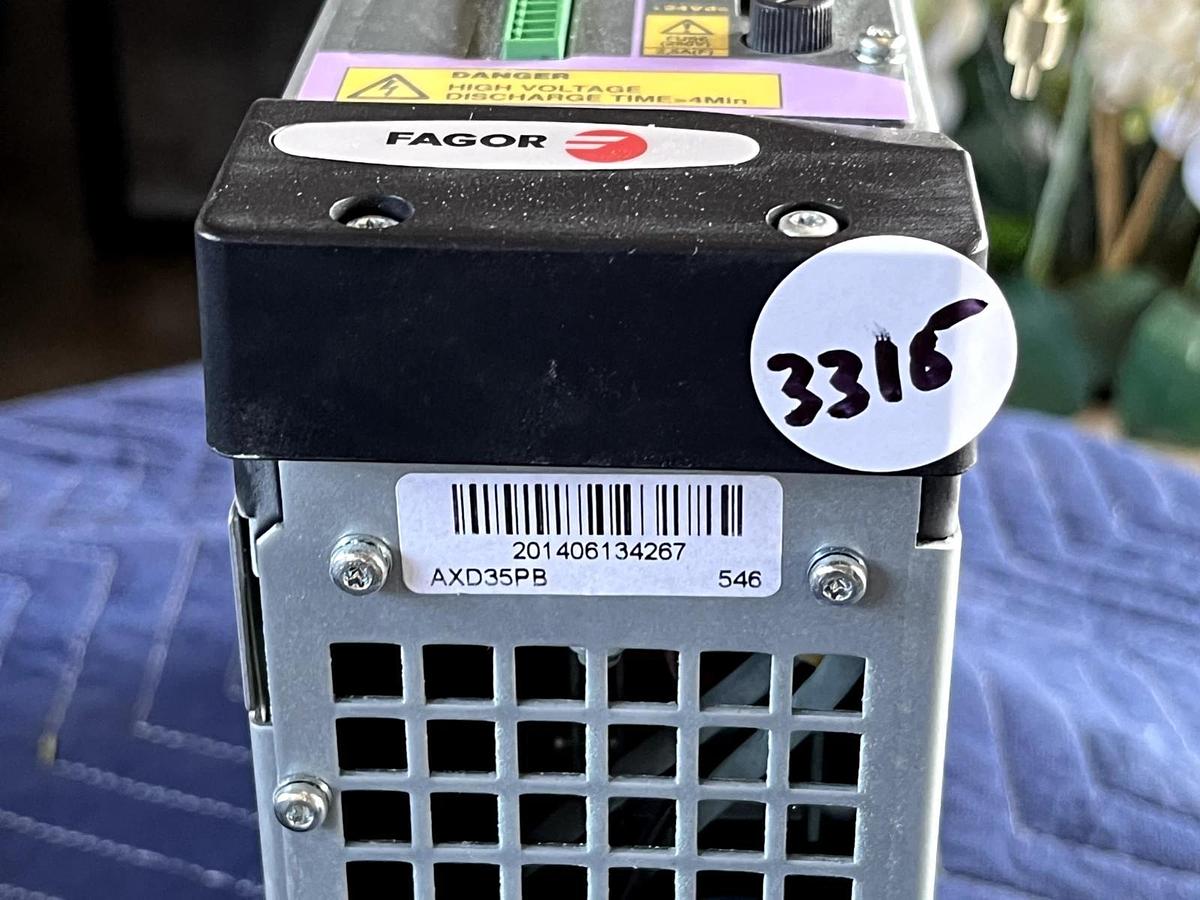 DANGER
HIGH VOLTAGE
DISCHARGE TIME>4Min
FAGOR
3316
201406134267
AXD35PB 546